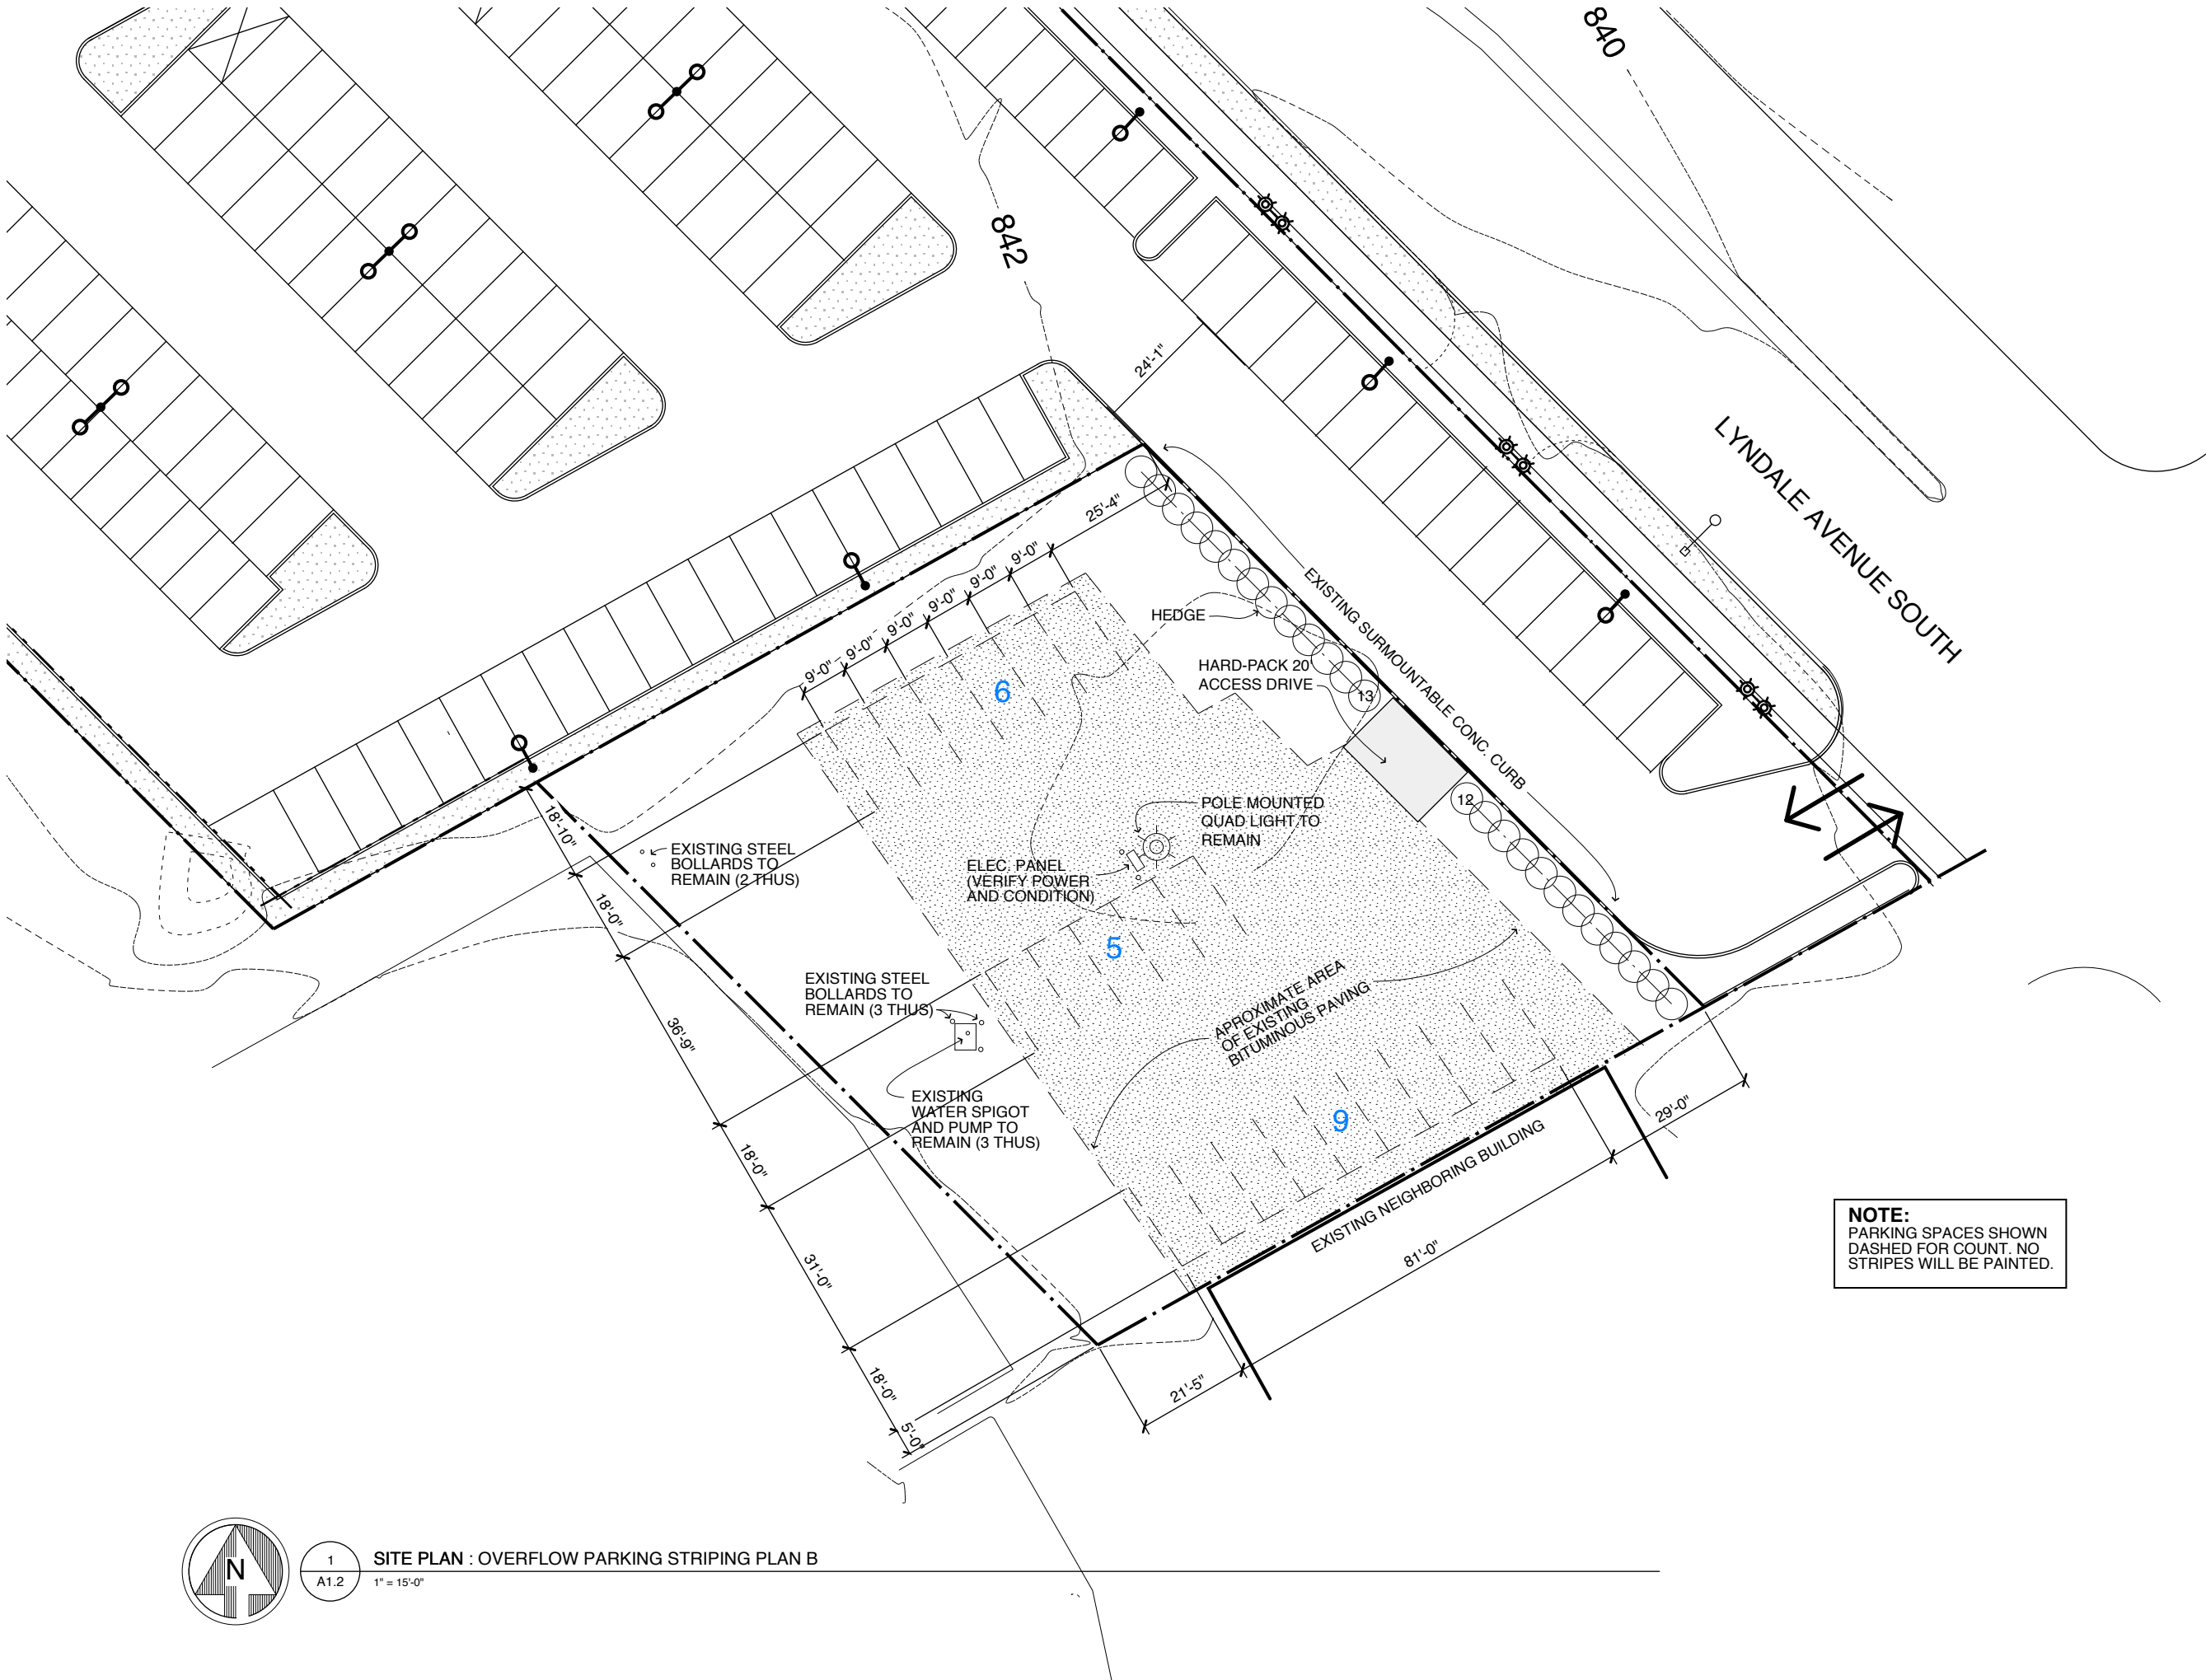 840
842
24'-1"
LYNDALE AVENUE SOUTH
25'-4"
9'-0"
9'-0"
9'-0"
9'-0"
9'-0"
9'-0"
HEDGE
EXISTING SURMOUNTABLE CONC. CURB
HARD-PACK 20'
ACCESS DRIVE
13
6
12
POLE MOUNTED
QUAD LIGHT TO
REMAIN
18'-10"
EXISTING STEEL
BOLLARDS TO
REMAIN (2 THUS)
ELEC. PANEL
(VERIFY POWER
AND CONDITION)
18'-0"
5
EXISTING STEEL
BOLLARDS TO
REMAIN (3 THUS)
APROXIMATE AREA
OF EXISTING
BITUMINOUS PAVING
36'-9"
EXISTING
WATER SPIGOT
AND PUMP TO
REMAIN (3 THUS)
9
29'-0"
18'-0"
EXISTING NEIGHBORING BUILDING
81'-0"
31'-0"
NOTE:
PARKING SPACES SHOWN
DASHED FOR COUNT. NO
STRIPES WILL BE PAINTED.
18'-0"
21'-5"
5'-0"
N
1
A1.2
SITE PLAN : OVERFLOW PARKING STRIPING PLAN B
1" = 15'-0"